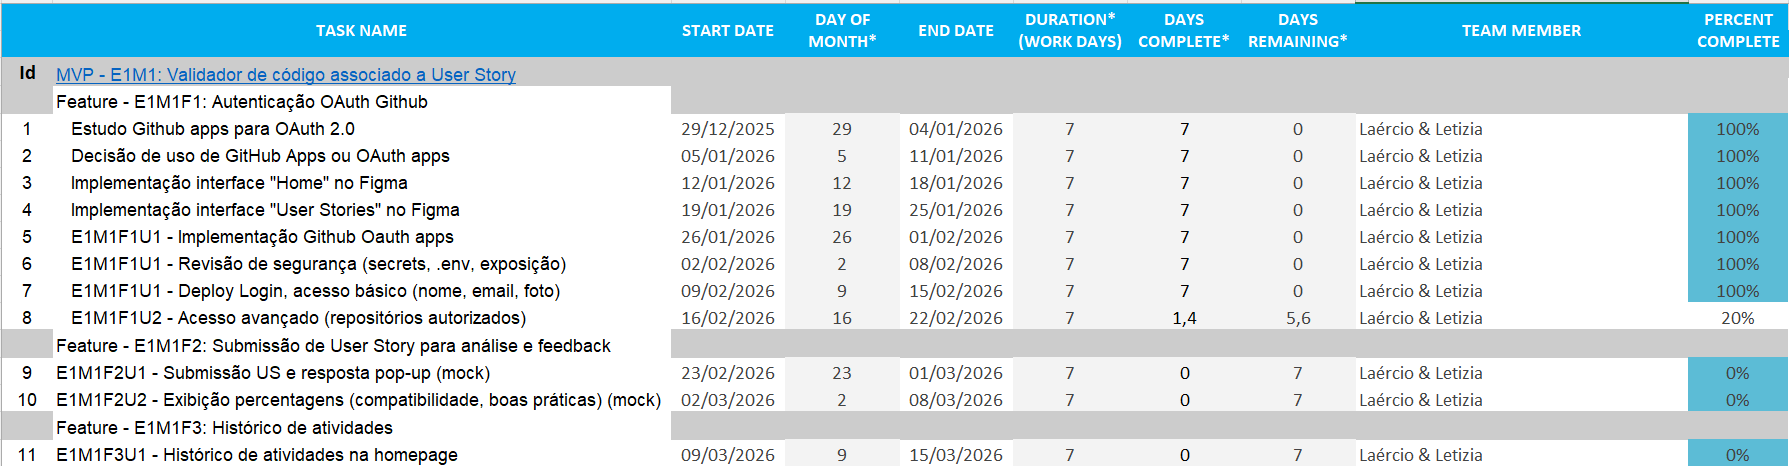 TASK NAME START DATE DAY OF MONTH* END DATE DURATION* (WORK DAYS) DAYS COMPLETE* DAYS REMAINING* TEAM MEMBER PERCENT COMPLETE
Id MVP - E1M1: Validador de código associado a User Story
Feature - E1M1F1: Autenticação OAuth Github
1 Estudo Github apps para OAuth 2.0 29/12/2025 29 04/01/2026 7 7 0 Laércio & Letizia 100%
2 Decisão de uso de GitHub Apps ou OAuth apps 05/01/2026 5 11/01/2026 7 7 0 Laércio & Letizia 100%
3 Implementação interface "Home" no Figma 12/01/2026 12 18/01/2026 7 7 0 Laércio & Letizia 100%
4 Implementação interface "User Stories" no Figma 19/01/2026 19 25/01/2026 7 7 0 Laércio & Letizia 100%
5 E1M1F1U1 - Implementação Github Oauth apps 26/01/2026 26 01/02/2026 7 7 0 Laércio & Letizia 100%
6 E1M1F1U1 - Revisão de segurança (secrets, .env, exposição) 02/02/2026 2 08/02/2026 7 7 0 Laércio & Letizia 100%
7 E1M1F1U1 - Deploy Login, acesso básico (nome, email, foto) 09/02/2026 9 15/02/2026 7 7 0 Laércio & Letizia 100%
8 E1M1F1U2 - Acesso avançado (repositórios autorizados) 16/02/2026 16 22/02/2026 7 1,4 5,6 Laércio & Letizia 20%
Feature - E1M1F2: Submissão de User Story para análise e feedback
9 E1M1F2U1 - Submissão US e resposta pop-up (mock) 23/02/2026 23 01/03/2026 7 0 7 Laércio & Letizia 0%
10 E1M1F2U2 - Exibição percentagens (compatibilidade, boas práticas) (mock) 02/03/2026 2 08/03/2026 7 0 7 Laércio & Letizia 0%
Feature - E1M1F3: Histórico de atividades
11 E1M1F3U1 - Histórico de atividades na homepage 09/03/2026 9 15/03/2026 7 0 7 Laércio & Letizia 0%